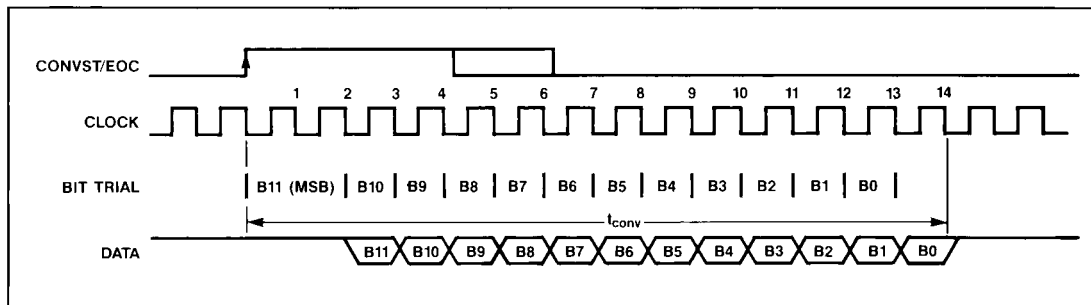 CONVST/EOC
1 2 3 4 5 6 7 8 9 10 11 12 13 14
CLOCK
BIT TRIAL B11 (MSB) B10 B9 B8 B7 B6 B5 B4 B3 B2 B1 B0
tconv
DATA B11 B10 B9 B8 B7 B6 B5 B4 B3 B2 B1 B0